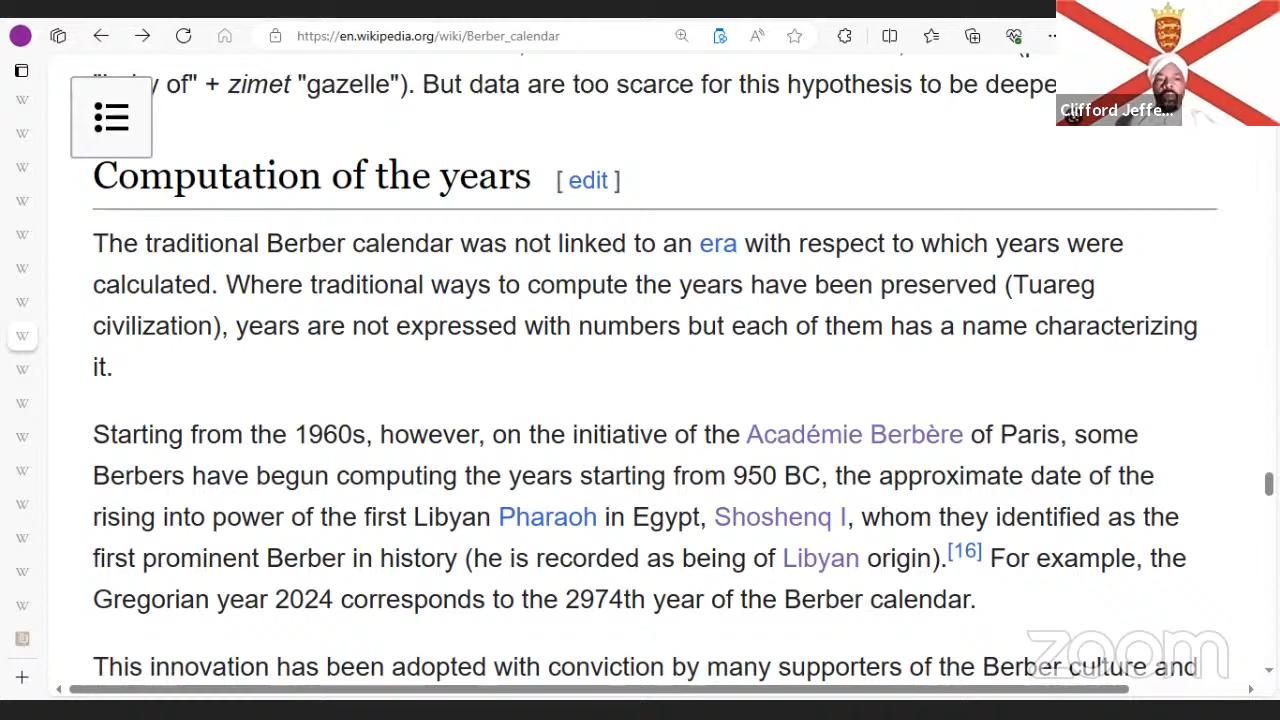 https://en.wikipedia.org/wiki/Berber_calendar
y of" + zimet "gazelle"). But data are too scarce for this hypothesis to be deepe
Clifford Jeffe...
Computation of the years [ edit ]
The traditional Berber calendar was not linked to an era with respect to which years were
calculated. Where traditional ways to compute the years have been preserved (Tuareg
civilization), years are not expressed with numbers but each of them has a name characterizing
it.
Starting from the 1960s, however, on the initiative of the Académie Berbère of Paris, some
Berbers have begun computing the years starting from 950 BC, the approximate date of the
rising into power of the first Libyan Pharaoh in Egypt, Shoshenq I, whom they identified as the
first prominent Berber in history (he is recorded as being of Libyan origin).[16] For example, the
Gregorian year 2024 corresponds to the 2974th year of the Berber calendar.
This innovation has been adopted with conviction by many supporters of the Berber culture and
zoom